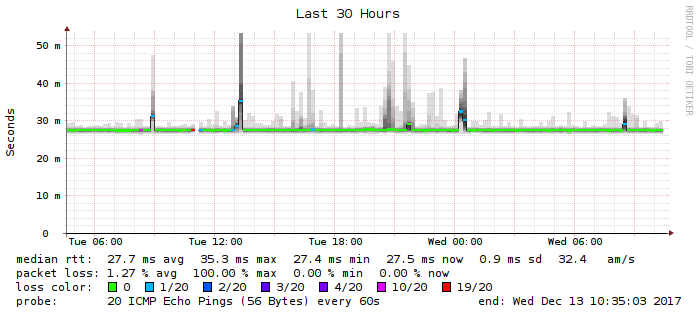 Last 30 Hours
RRDTOOL / TOBI OETIKER
Seconds
50 m
40 m
30 m
20 m
10 m
0
Tue 06:00 Tue 12:00 Tue 18:00 Wed 00:00 Wed 06:00
median rtt: 27.7 ms avg 35.3 ms max 27.4 ms min 27.5 ms now 0.9 ms sd 32.4 am/s
packet loss: 1.27 % avg 100.00 % max 0.00 % min 0.00 % now
loss color: 0 1/20 2/20 3/20 4/20 10/20 19/20
probe: 20 ICMP Echo Pings (56 Bytes) every 60s end: Wed Dec 13 10:35:03 2017